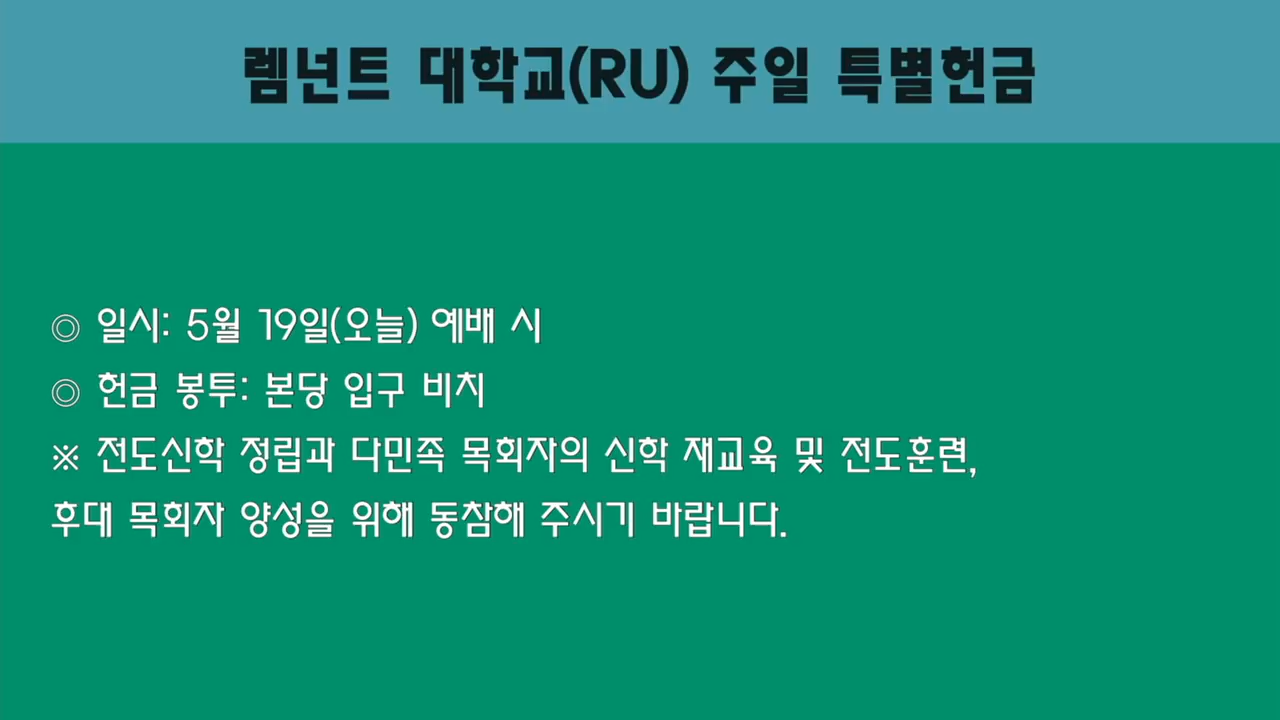 렘넌트 대학교(RU) 주일 특별헌금
◎ 일시: 5월 19일(오늘) 예배 시
◎ 헌금 봉투: 본당 입구 비치
※ 전도신학 정립과 다민족 목회자의 신학 재교육 및 전도훈련,
후대 목회자 양성을 위해 동참해 주시기 바랍니다.